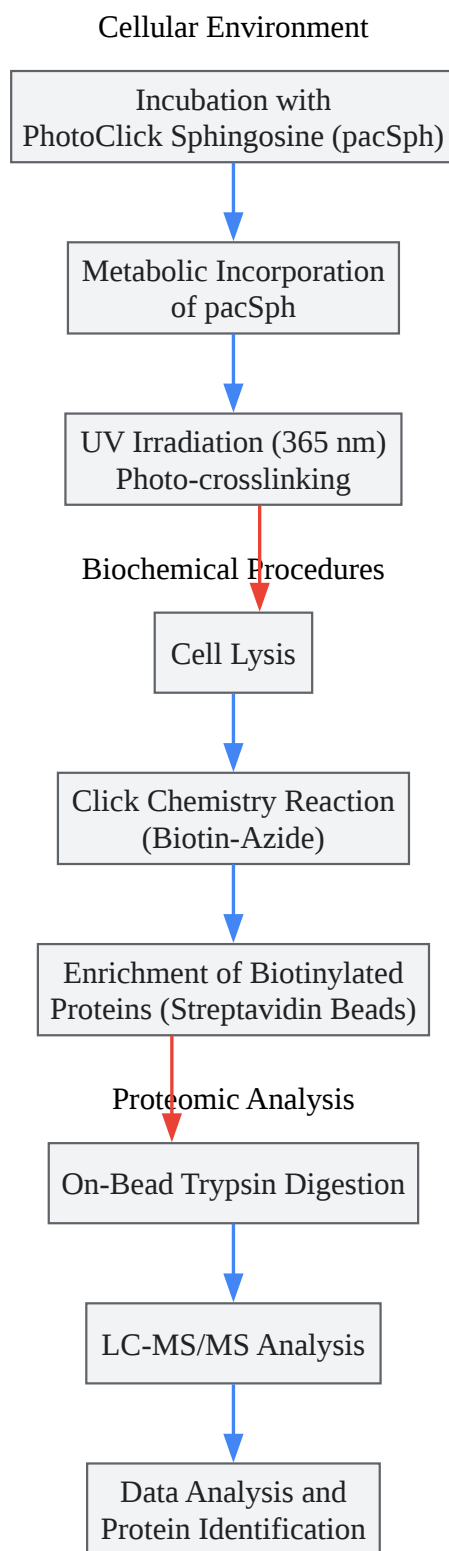 Cellular Environment
Incubation with
PhotoClick Sphingosine (pacSph)
Metabolic Incorporation
of pacSph
UV Irradiation (365 nm)
Photo-crosslinking
Biochemical Procedures
Cell Lysis
Click Chemistry Reaction
(Biotin-Azide)
Enrichment of Biotinylated
Proteins (Streptavidin Beads)
Proteomic Analysis
On-Bead Trypsin Digestion
LC-MS/MS Analysis
Data Analysis and
Protein Identification